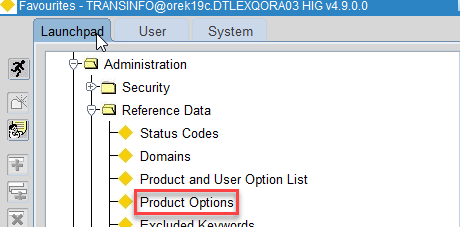 Favourites - TRANSINFO@orek19c.DTLEXQORA03 HIG v4.9.0.0
Launchpad User System
Administration
Security
Reference Data
Status Codes
Domains
Product and User Option List
Product Options
Excluded Keywords